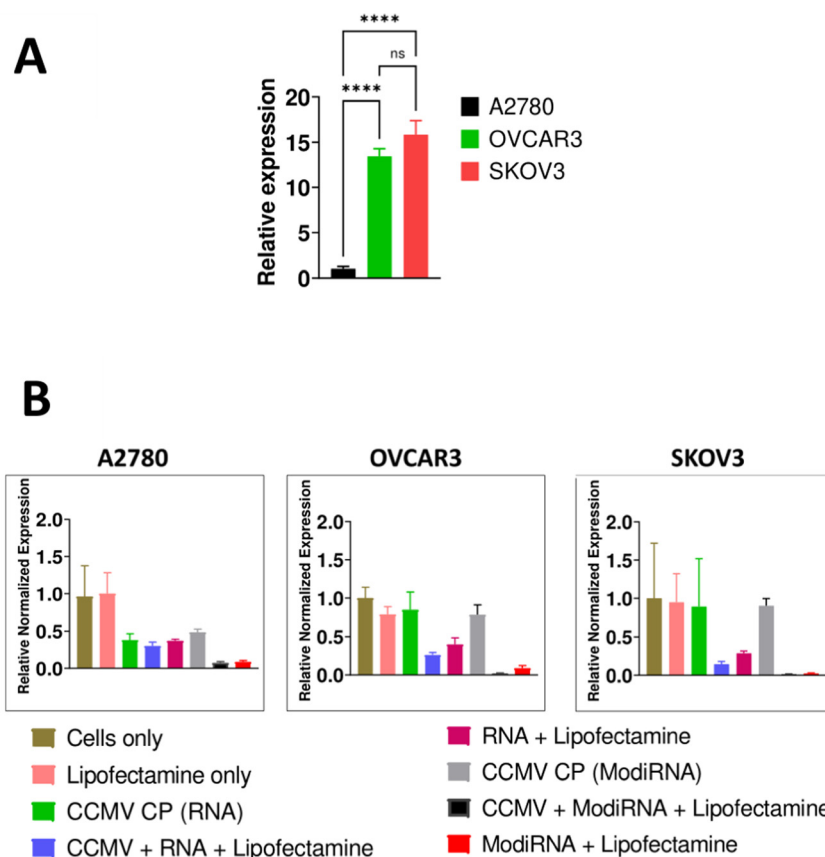 A
****
ns
****
Relative expression
20
15
10
5
0
A2780
OVCAR3
SKOV3
B
A2780
OVCAR3
SKOV3
Relative Normalized Expression
2.0
1.5
1.0
0.5
0.0
Relative Normalized Expression
2.0
1.5
1.0
0.5
0.0
Relative Normalized Expression
2.0
1.5
1.0
0.5
0.0
Cells only
Lipofectamine only
CCMV CP (RNA)
CCMV + RNA + Lipofectamine
RNA + Lipofectamine
CCMV CP (ModiRNA)
CCMV + ModiRNA + Lipofectamine
ModiRNA + Lipofectamine